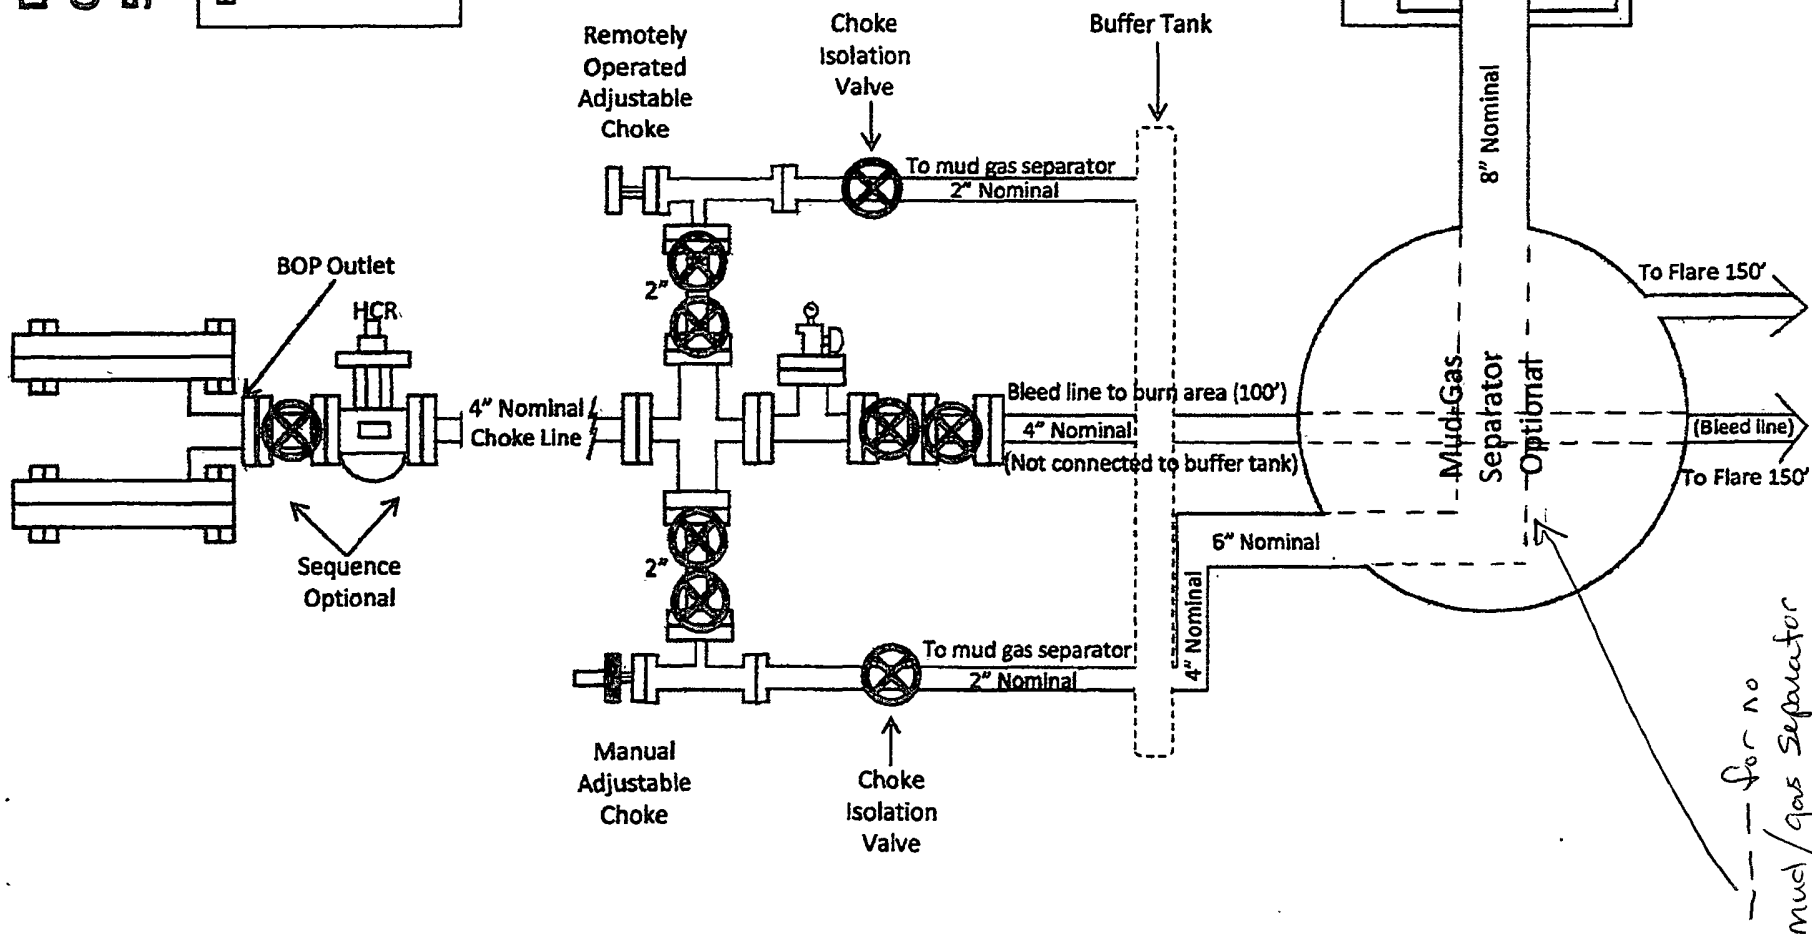 Remotely
Operated
Adjustable
Choke
Choke
Isolation
Valve
Buffer Tank
8" Nominal
To mud gas separator
2" Nominal
BOP Outlet
HCR
2"
To Flare 150'
4" Nominal
Choke Line
Bleed line to burn area (100')
4" Nominal
(Not connected to buffer tank)
Mud Gas
Separator
Optional
(Bleed line)
To Flare 150'
Sequence
Optional
2"
6" Nominal
4" Nominal
To mud gas separator
2" Nominal
Manual
Adjustable
Choke
Choke
Isolation
Valve
--- for no
mud/gas separator